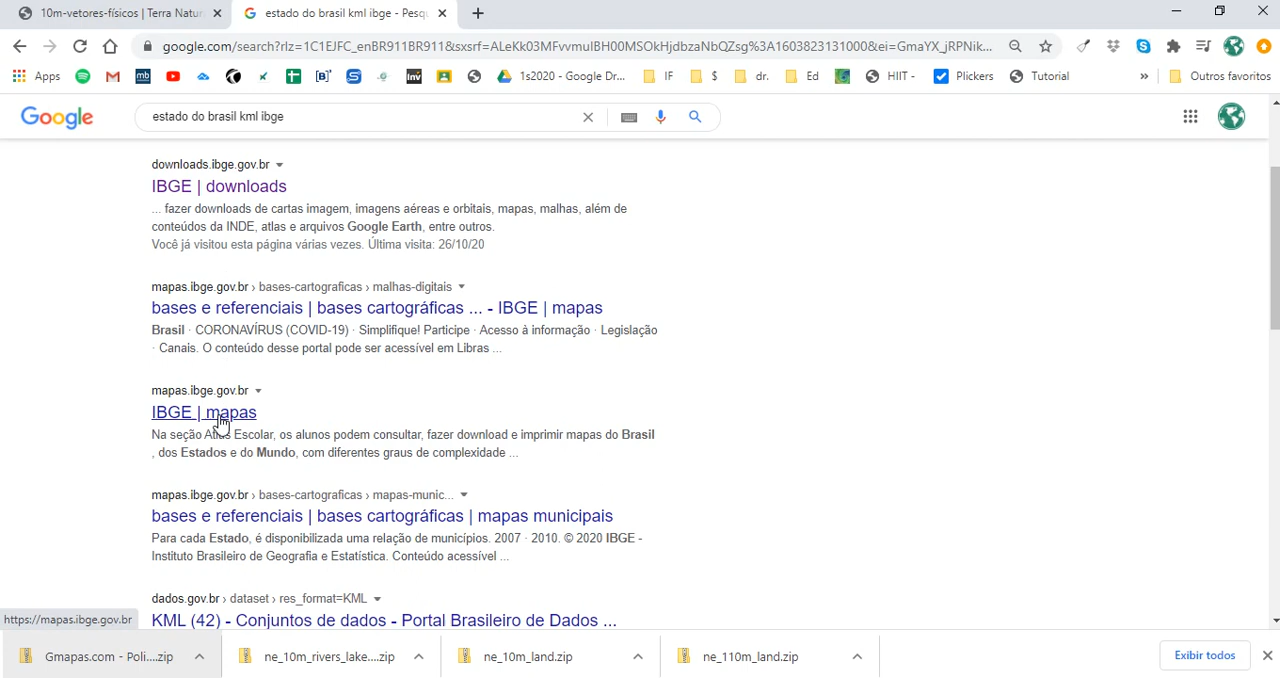 10m-vetores-físicos | Terra Natur
estado do brasil kml ibge - Pesqu
google.com/search?rlz=1C1EJFC_enBR911BR911&sxsrf=ALeKk03MFvvmuIBH00MSOkHjdbzaNbQZsg%3A1603823131000&ei=GmaYX_jRPNik...
Apps
1s2020 - Google Dr...
IF
$
dr.
Ed
HIIT -
Plickers
Tutorial
»
Outros favoritos
Google
estado do brasil kml ibge
downloads.ibge.gov.br
IBGE | downloads
... fazer downloads de cartas imagem, imagens aéreas e orbitais, mapas, malhas, além de
conteúdos da INDE, atlas e arquivos Google Earth, entre outros.
Você já visitou esta página várias vezes. Última visita: 26/10/20
mapas.ibge.gov.br › bases-cartograficas › malhas-digitais
bases e referenciais | bases cartográficas ... - IBGE | mapas
Brasil · CORONAVÍRUS (COVID-19) · Simplifique! Participe · Acesso à informação · Legislação
· Canais. O conteúdo desse portal pode ser acessível em Libras ...
mapas.ibge.gov.br
IBGE | mapas
Na seção Atlas Escolar, os alunos podem consultar, fazer download e imprimir mapas do Brasil
, dos Estados e do Mundo, com diferentes graus de complexidade ...
mapas.ibge.gov.br › bases-cartograficas › mapas-munic...
bases e referenciais | bases cartográficas | mapas municipais
Para cada Estado, é disponibilizada uma relação de municípios. 2007 · 2010. © 2020 IBGE -
Instituto Brasileiro de Geografia e Estatística. Conteúdo acessível ...
dados.gov.br › dataset › res_format=KML
https://mapas.ibge.gov.br
KML (42) - Conjuntos de dados - Portal Brasileiro de Dados ...
Gmapas.com - Poli....zip
ne_10m_rivers_lake....zip
ne_10m_land.zip
ne_110m_land.zip
Exibir todos